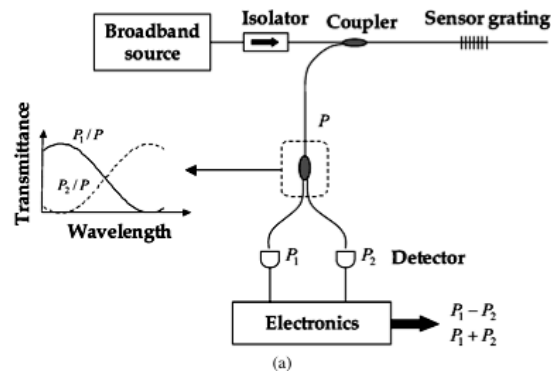 Broadband
source
Isolator
Coupler
Sensor grating
P
P₁/P
P₂/P
Transmittance
Wavelength
P₁
P₂
Detector
Electronics
P₁ − P₂
P₁ + P₂
(a)